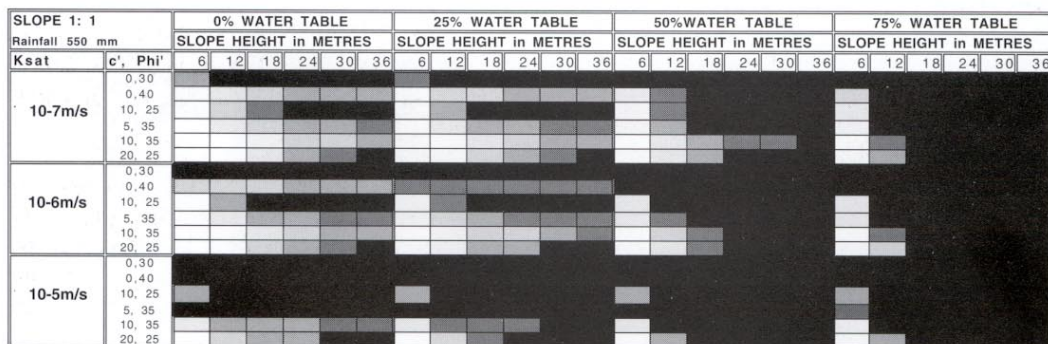 SLOPE 1: 1 0% WATER TABLE 25% WATER TABLE 50%WATER TABLE 75% WATER TABLE
Rainfall 550 mm SLOPE HEIGHT in METRES SLOPE HEIGHT in METRES SLOPE HEIGHT in METRES SLOPE HEIGHT in METRES
Ksat c', Phi' 6 12 18 24 30 36 6 12 18 24 30 36 6 12 18 24 30 36 6 12 18 24 30 36
0,30
0,40
10-7m/s 10, 25
5, 35
10, 35
20, 25
0,30
0,40
10-6m/s 10, 25
5, 35
10, 35
20, 25
0,30
0,40
10-5m/s 10, 25
5, 35
10, 35
20, 25